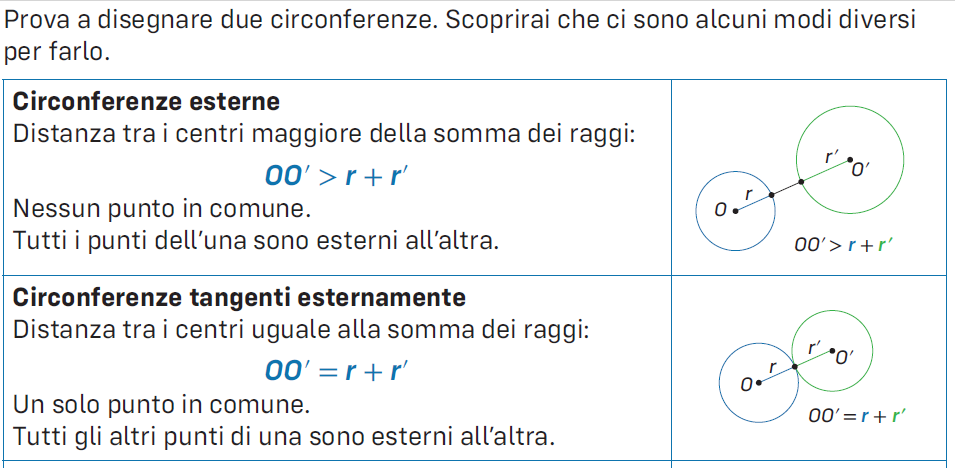 Prova a disegnare due circonferenze. Scoprirai che ci sono alcuni modi diversi
per farlo.
Circonferenze esterne
Distanza tra i centri maggiore della somma dei raggi:
OO′ > r + r′
Nessun punto in comune.
Tutti i punti dell’una sono esterni all’altra.
r′
O′
r
O
OO′ > r + r′
Circonferenze tangenti esternamente
Distanza tra i centri uguale alla somma dei raggi:
OO′ = r + r′
Un solo punto in comune.
Tutti gli altri punti di una sono esterni all’altra.
r′
O′
r
O
OO′ = r + r′